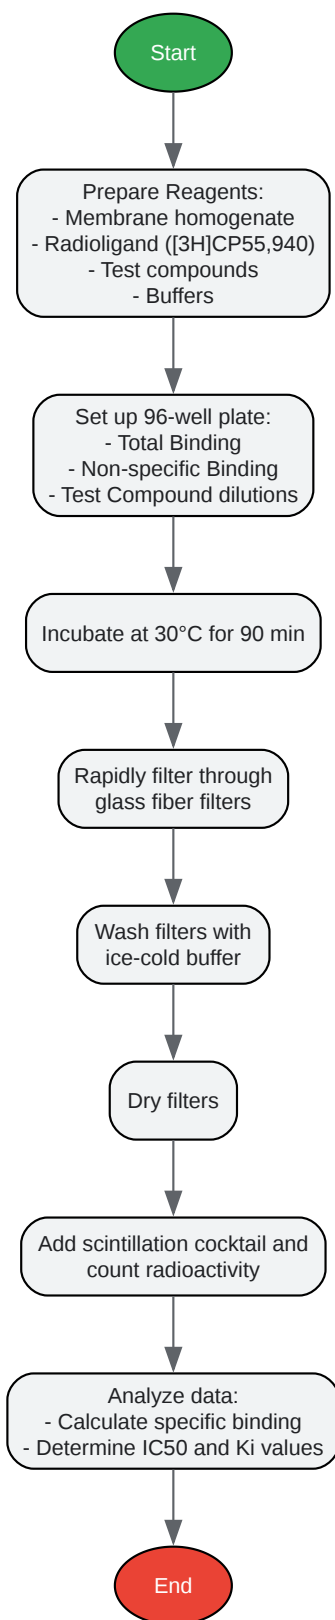 Start
Prepare Reagents:
- Membrane homogenate
- Radioligand ([3H]CP55,940)
- Test compounds
- Buffers
Set up 96-well plate:
- Total Binding
- Non-specific Binding
- Test Compound dilutions
Incubate at 30°C for 90 min
Rapidly filter through
glass fiber filters
Wash filters with
ice-cold buffer
Dry filters
Add scintillation cocktail and
count radioactivity
Analyze data:
- Calculate specific binding
- Determine IC50 and Ki values
End